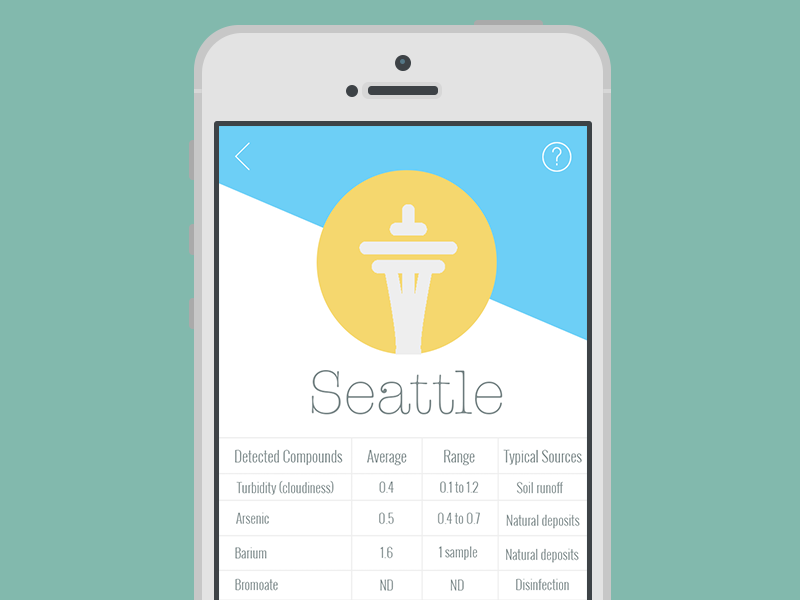 ?
Seattle
Detected Compounds Average Range Typical Sources
Turbidity (cloudiness) 0.4 0.1 to 1.2 Soil runoff
Arsenic 0.5 0.4 to 0.7 Natural deposits
Barium 1.6 1 sample Natural deposits
Bromoate ND ND Disinfection